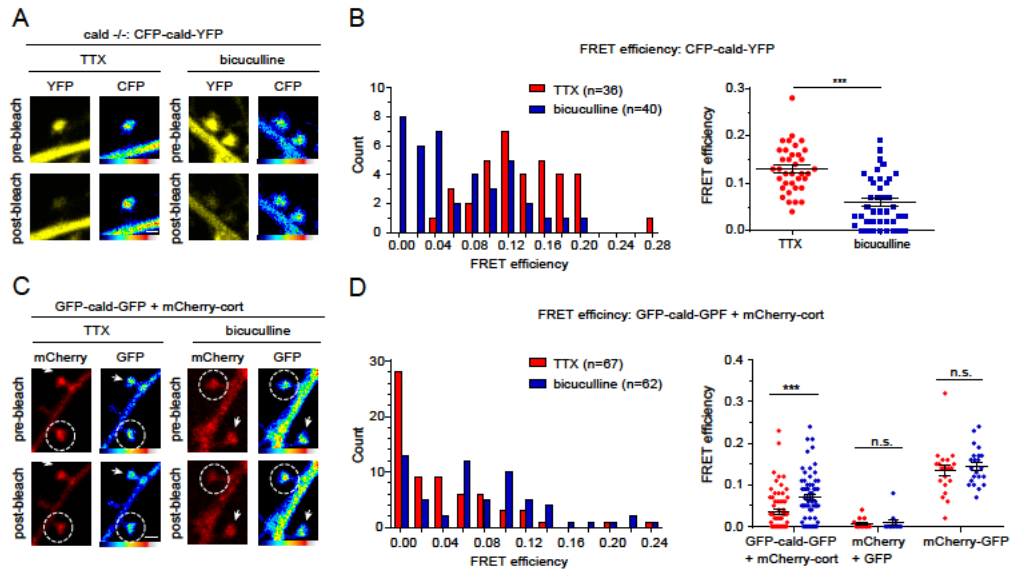 A
cald -/-: CFP-cald-YFP
TTX bicuculline
YFP CFP YFP CFP
pre-bleach pre-bleach
post-bleach post-bleach
B
FRET efficiency: CFP-cald-YFP
TTX (n=36)
bicuculline (n=40)
Count
10
8
6
4
2
0
0.00 0.04 0.08 0.12 0.16 0.20 0.24 0.28
FRET efficiency
FRET efficiency
0.3
0.2
0.1
0.0
***
TTX bicuculline
C
GFP-cald-GFP + mCherry-cort
TTX bicuculline
mCherry GFP mCherry GFP
pre-bleach pre-bleach
post-bleach post-bleach
D
FRET efficincy: GFP-cald-GPF + mCherry-cort
TTX (n=67)
bicuculline (n=62)
Count
30
20
10
0
0.00 0.04 0.08 0.12 0.16 0.20 0.24
FRET efficiency
FRET efficiency
0.4
0.3
0.2
0.1
0.0
***
n.s.
n.s.
GFP-cald-GFP mCherry mCherry-GFP
+ mCherry-cort + GFP